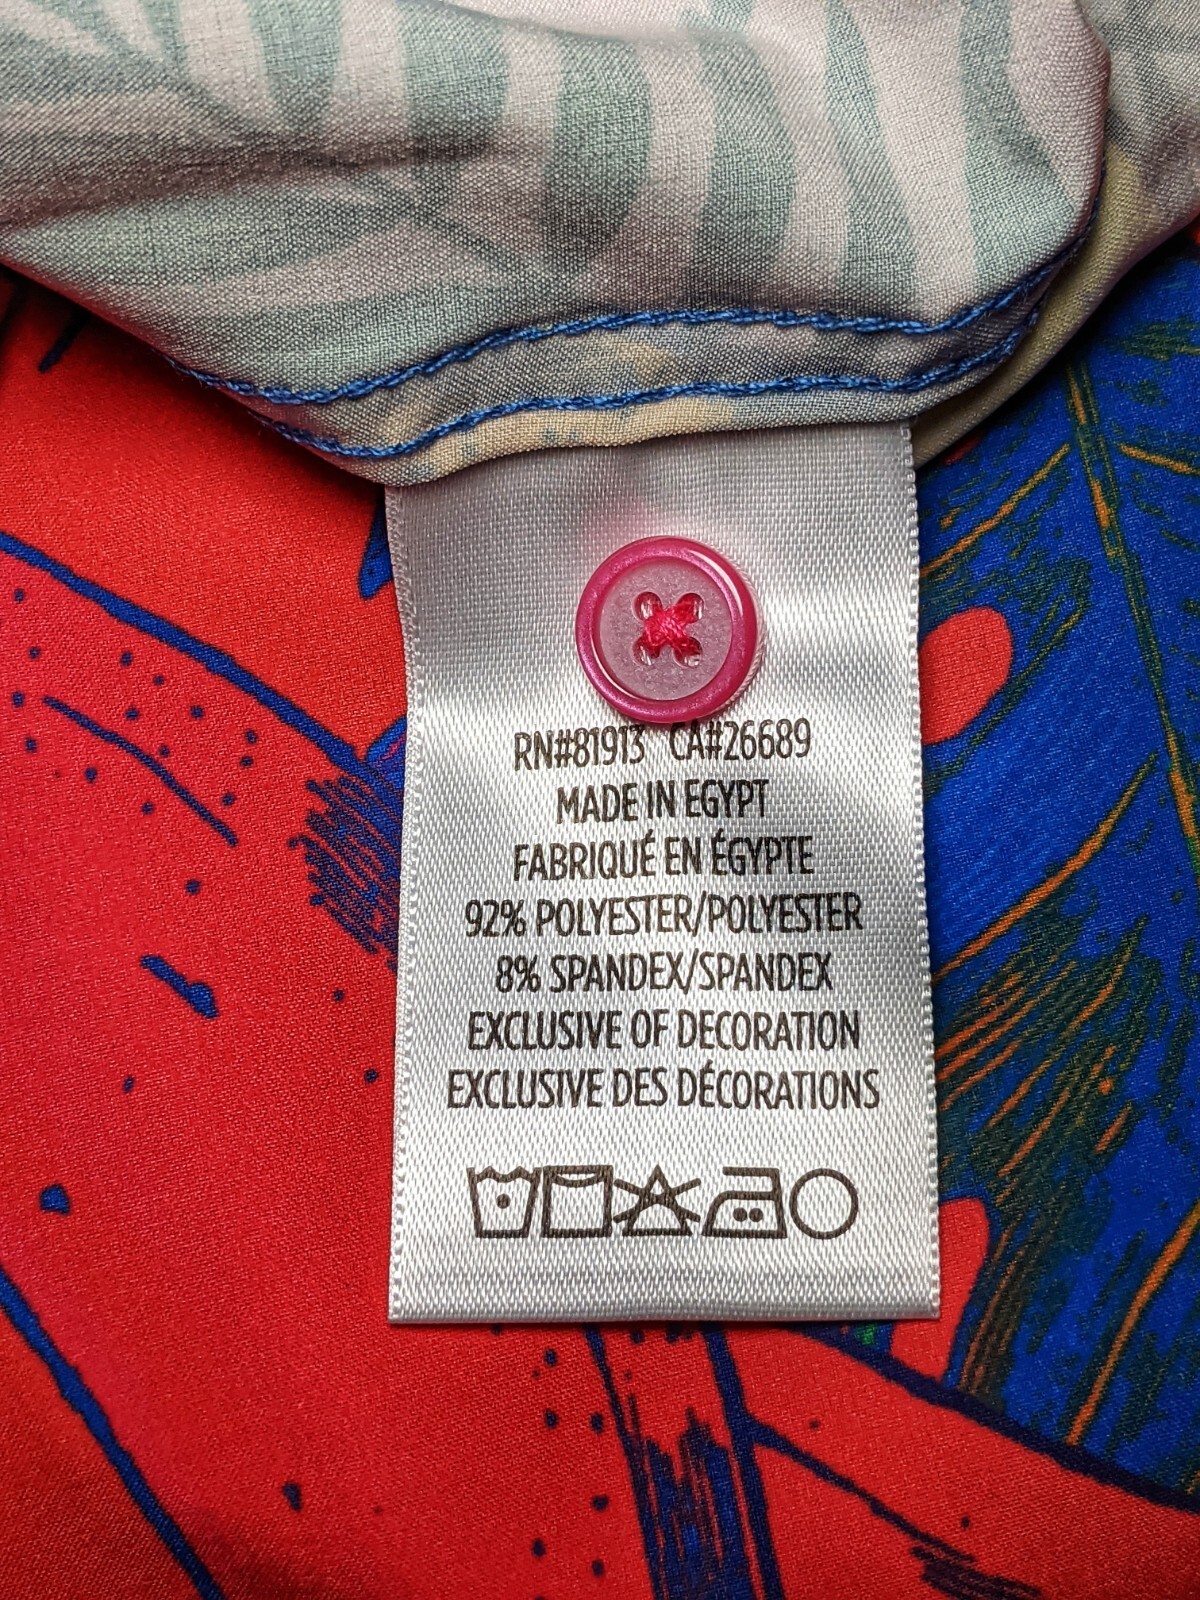 RN#81913 CA#26689
MADE IN EGYPT
FABRIQUÉ EN ÉGYPTE
92% POLYESTER/POLYESTER
8% SPANDEX/SPANDEX
EXCLUSIVE OF DECORATION
EXCLUSIVE DES DÉCORATIONS